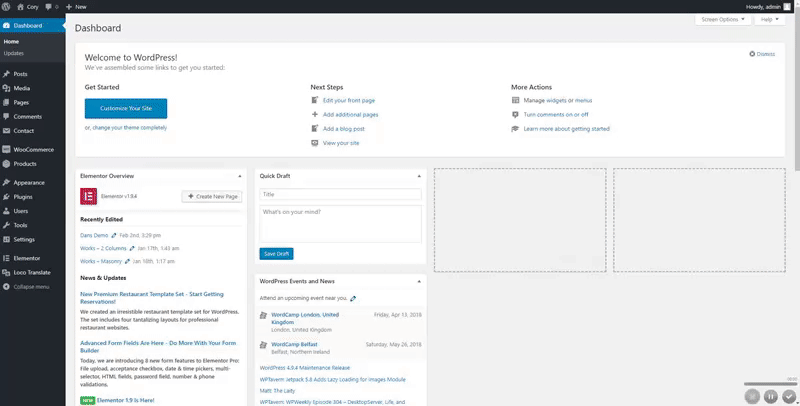 Cory
0
New
Howdy, admin
Dashboard
Home
Updates
Posts
Media
Pages
Comments
Contact
WooCommerce
Products
Appearance
Plugins
Users
Tools
Settings
Elementor
Loco Translate
Collapse menu
Dashboard
Screen Options
Help
Welcome to WordPress!
We've assembled some links to get you started:
Dismiss
Get Started
Customize Your Site
or, change your theme completely
Next Steps
Edit your front page
Add additional pages
Add a blog post
View your site
More Actions
Manage widgets or menus
Turn comments on or off
Learn more about getting started
Elementor Overview
Elementor v1.9.4
Create New Page
Recently Edited
Dans Demo Feb 2nd, 3:29 pm
Works – 2 Columns Jan 17th, 1:43 am
Works – Masonry Jan 16th, 1:17 am
News & Updates
New Premium Restaurant Template Set - Start Getting
Reservations!
We created an irresistible restaurant template set for WordPress.
The set includes four tantalizing layouts for professional
restaurant websites.
Advanced Form Fields Are Here - Do More With Your Form
Builder
Today, we are introducing 8 new form features to Elementor Pro:
File upload, acceptance checkbox, date & time pickers, multi-
selector, HTML fields, password field, number & phone
validations.
NEW Elementor 1.9 Is Here!
Quick Draft
Title
What's on your mind?
Save Draft
WordPress Events and News
Attend an upcoming event near you.
WordCamp London, United
Kingdom
London, United Kingdom
Friday, Apr 13, 2018
WordCamp Belfast
Belfast, Northern Ireland
Saturday, May 26, 2018
WordPress 4.9.4 Maintenance Release
WPTavern: Jetpack 5.8 Adds Lazy Loading for Images Module
Matt: The Laity
WPTavern: WPWeekly Episode 304 – DesktopServer, Life, and